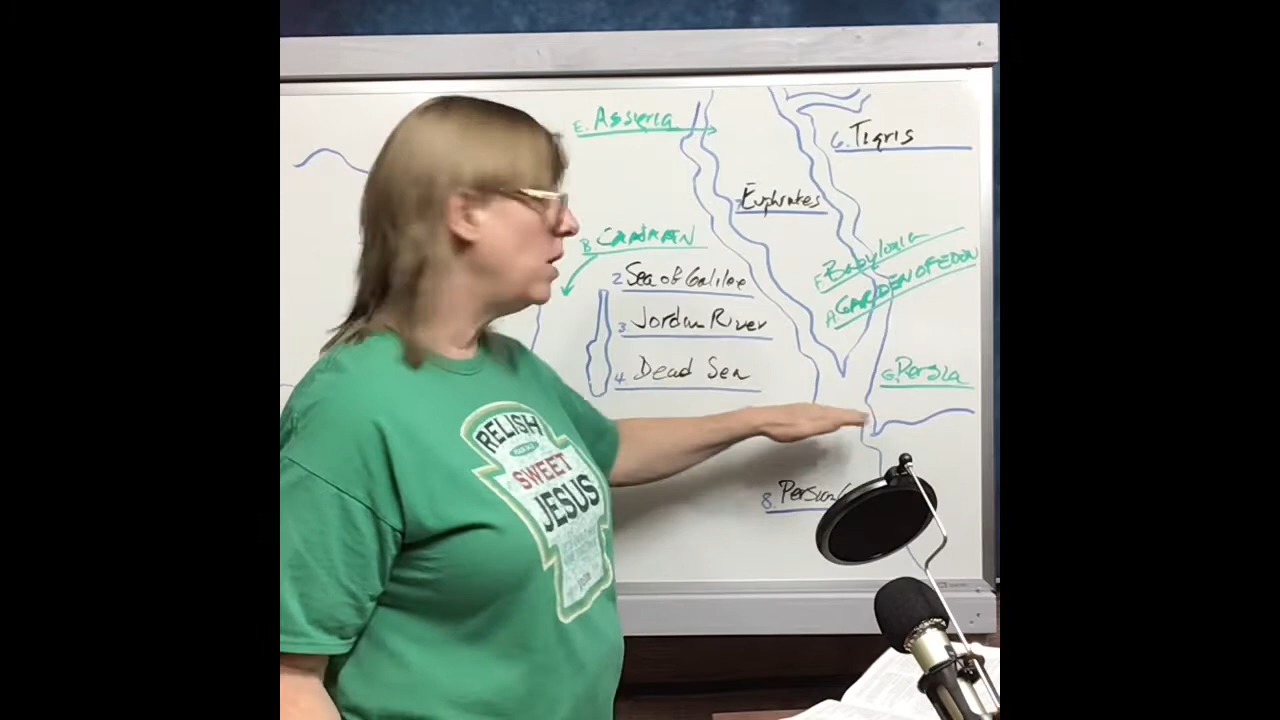 E. Assyria
6. Tigris
Euphrates
B CANAAN
2 Sea of Galilee
F. Babylonia
A GARDEN OF EDON
3 Jordan River
4. Dead Sea
G. Persia
8. Persian
RELISH
SWEET
JESUS